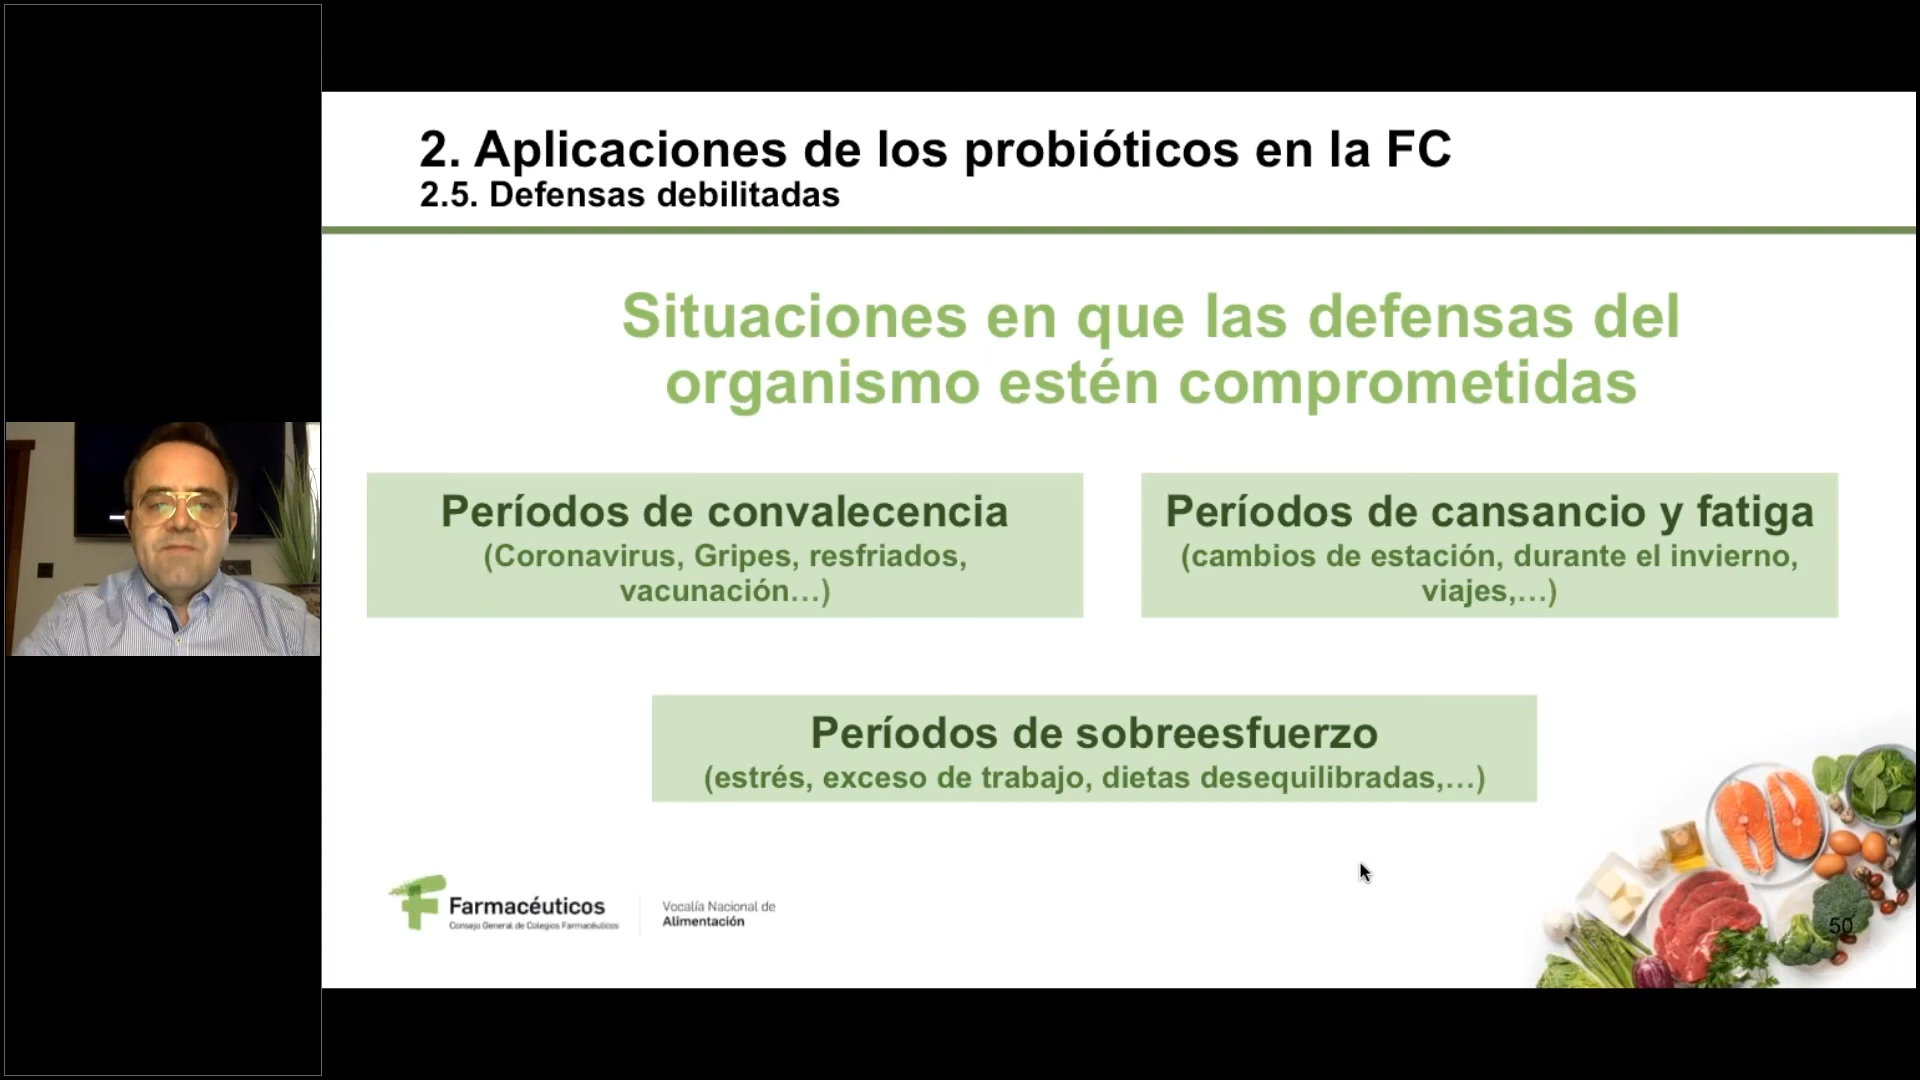 2. Aplicaciones de los probióticos en la FC
2.5. Defensas debilitadas
Situaciones en que las defensas del
organismo estén comprometidas
Períodos de convalecencia
(Coronavirus, Gripes, resfriados,
vacunación…)
Períodos de cansancio y fatiga
(cambios de estación, durante el invierno,
viajes,…)
Períodos de sobreesfuerzo
(estrés, exceso de trabajo, dietas desequilibradas,…)
Farmacéuticos
Consejo General de Colegios Farmacéuticos
Vocalía Nacional de
Alimentación
50